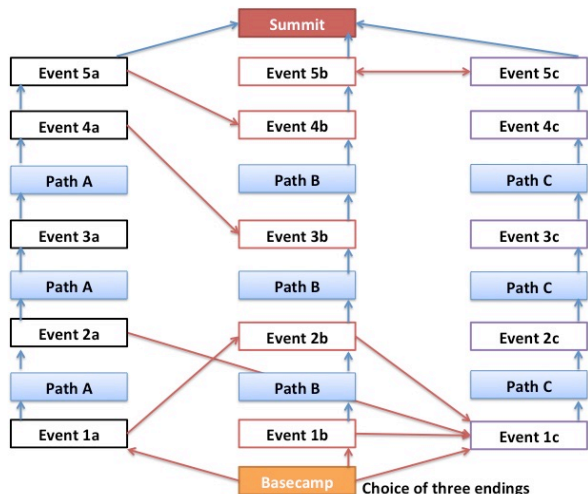 Summit
Event 5a
Event 5b
Event 5c
Event 4a
Event 4b
Event 4c
Path A
Path B
Path C
Event 3a
Event 3b
Event 3c
Path A
Path B
Path C
Event 2a
Event 2b
Event 2c
Path A
Path B
Path C
Event 1a
Event 1b
Event 1c
Basecamp
Choice of three endings